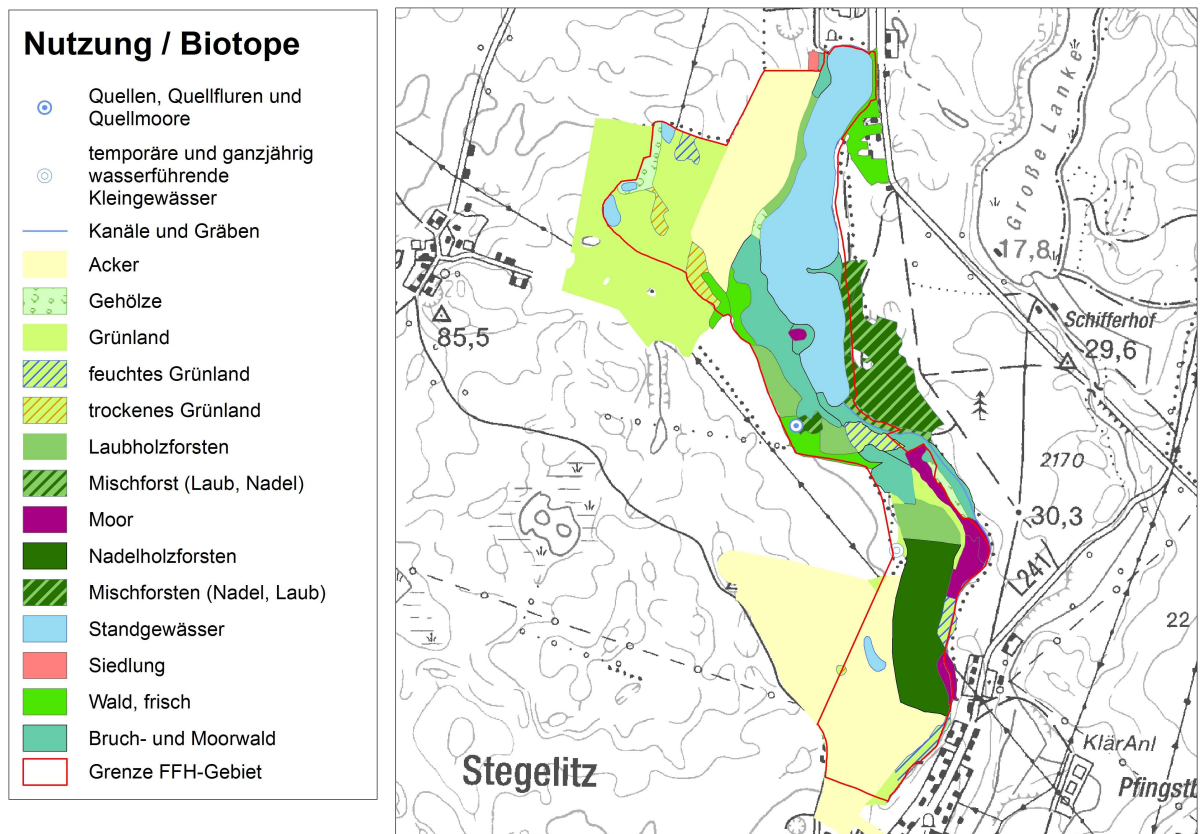 Nutzung / Biotope
Quellen, Quellfluren und
Quellmoore
temporäre und ganzjährig
wasserführende
Kleingewässer
Kanäle und Gräben
Acker
Gehölze
Grünland
feuchtes Grünland
trockenes Grünland
Laubholzforsten
Mischforst (Laub, Nadel)
Moor
Nadelholzforsten
Mischforsten (Nadel, Laub)
Standgewässer
Siedlung
Wald, frisch
Bruch- und Moorwald
Grenze FFH-Gebiet
Große Lanke
17,8
Schifferhof
29,6
85,5
2170
30,3
241
22
KlärAnl
Stegelitz